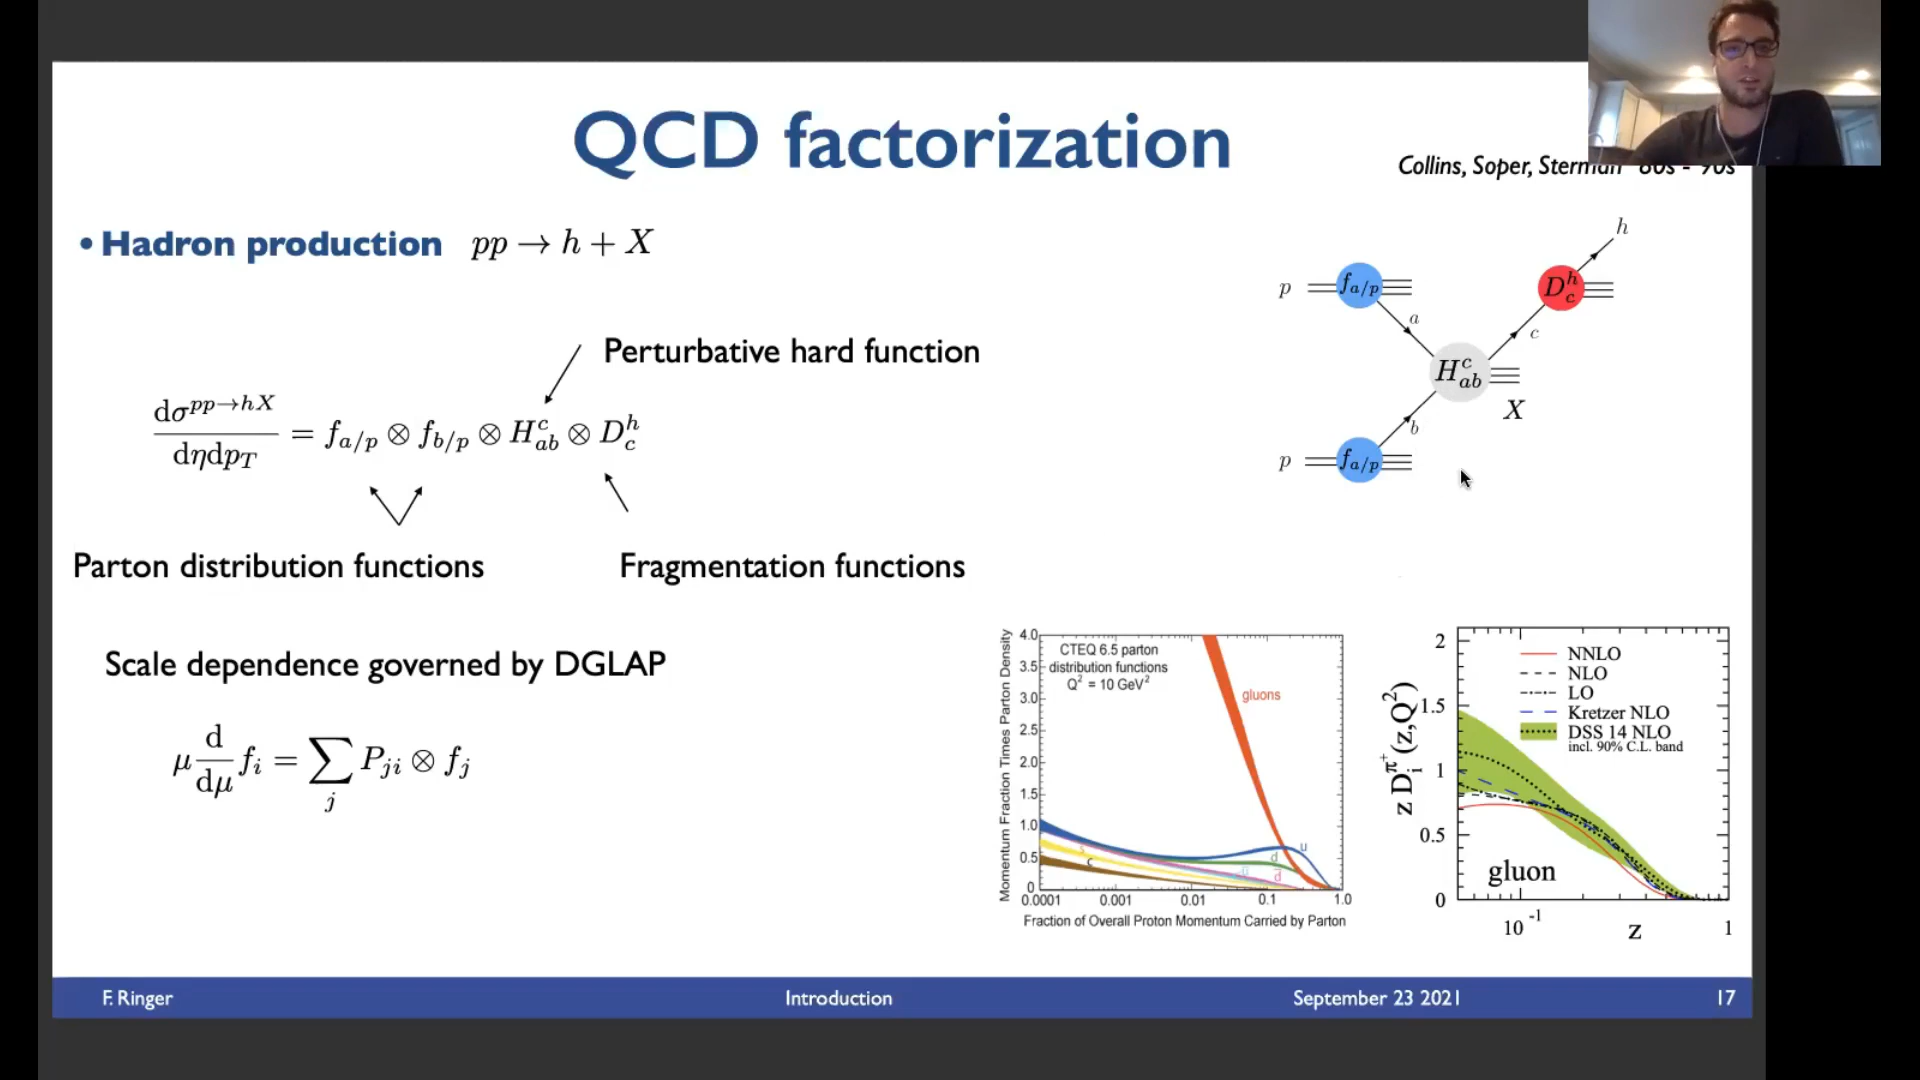 QCD factorization
Collins, Soper, Sterman `80s - `90s
• Hadron production pp → h + X
Perturbative hard function
dσ^{pp→hX} / dηdp_T = f_{a/p} ⊗ f_{b/p} ⊗ H^c_{ab} ⊗ D^h_c
Parton distribution functions
Fragmentation functions
Scale dependence governed by DGLAP
μ d/dμ f_i = ∑_j P_{ji} ⊗ f_j
h
p
f_{a/p}
D^h_c
a
c
H^c_{ab}
X
b
p
f_{a/p}
Momentum Fraction Times Parton Density
4.0
3.5
3.0
2.5
2.0
1.5
1.0
0.5
0
CTEQ 6.5 parton
distribution functions
Q² = 10 GeV²
gluons
s
c
u
d
d̄
0.0001 0.001 0.01 0.1 1.0
Fraction of Overall Proton Momentum Carried by Parton
z D_i^{π⁺}(z,Q²)
2
1.5
1
0.5
0
NNLO
NLO
LO
Kretzer NLO
DSS 14 NLO
incl. 90% C.L. band
gluon
10⁻¹ z 1
F. Ringer Introduction September 23 2021 17